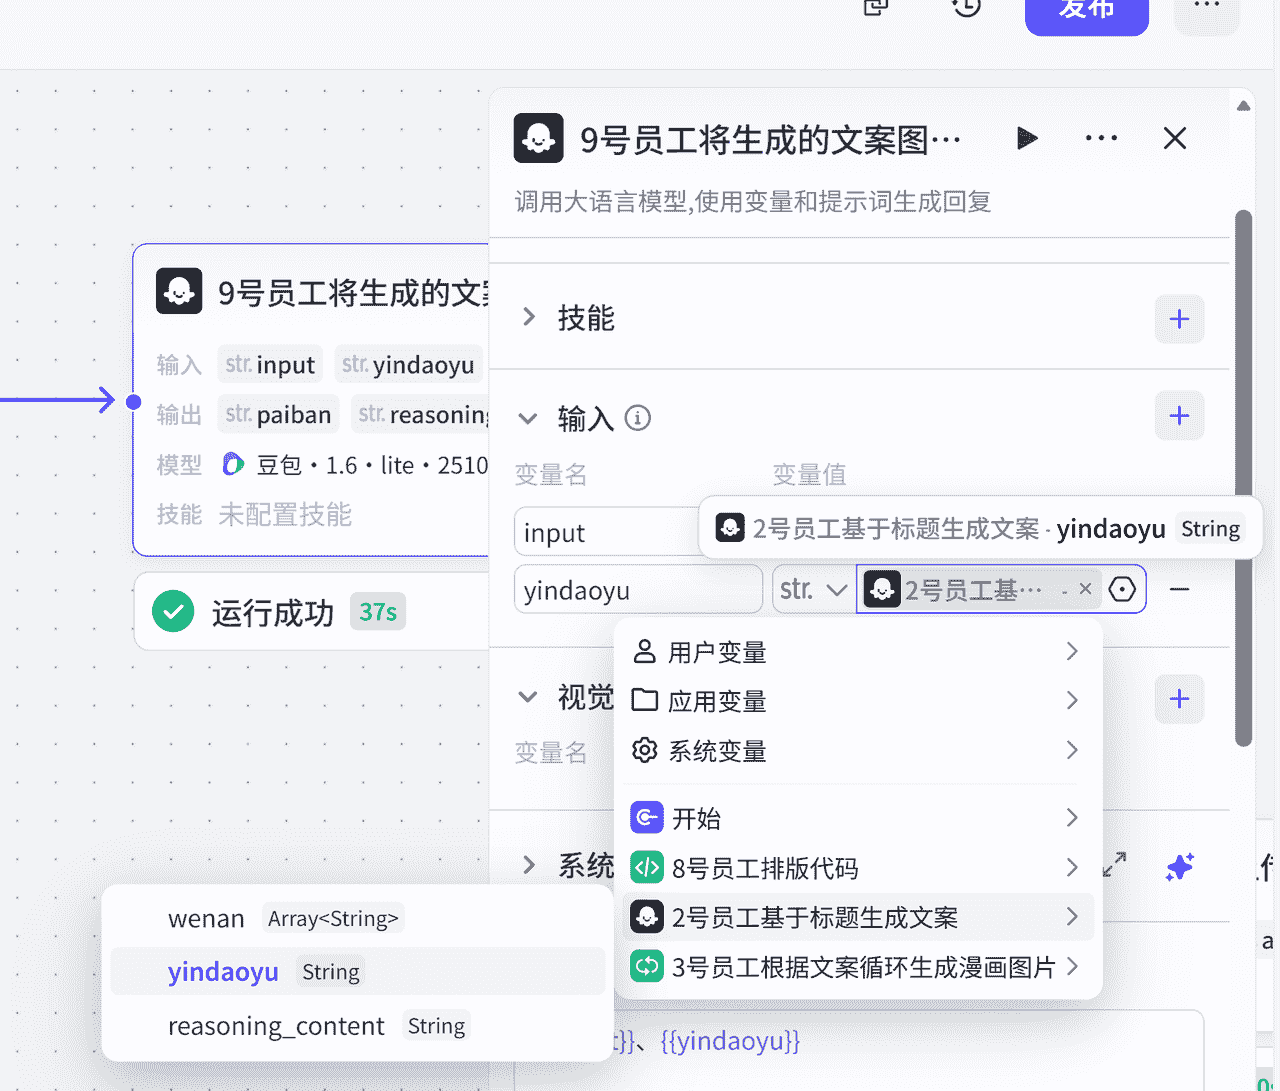 发布
9号员工将生成的文案图…
调用大语言模型,使用变量和提示词生成回复
9号员工将生成的文案
技能
输入 str. input str. yindaoyu
输入
输出 str. paiban str. reasoning
模型 豆包·1.6·lite·2510
变量名 变量值
技能 未配置技能
input
2号员工基于标题生成文案 - yindaoyu String
yindaoyu str. 2号员工基… - ×
运行成功 37s
用户变量
视觉
应用变量
变量名
系统变量
开始
系统
8号员工排版代码
wenan Array<String>
2号员工基于标题生成文案
yindaoyu String
3号员工根据文案循环生成漫画图片
reasoning_content String
t}}、{{yindaoyu}}